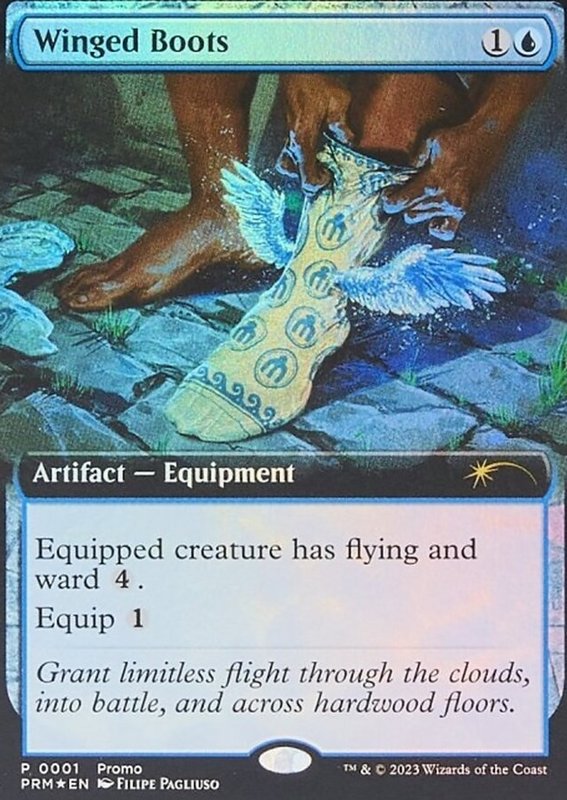 Winged Boots 1
Artifact — Equipment
Equipped creature has flying and
ward 4.
Equip 1
Grant limitless flight through the clouds,
into battle, and across hardwood floors.
P 0001 Promo
PRM★EN Filipe Pagliuso
™ & © 2023 Wizards of the Coast